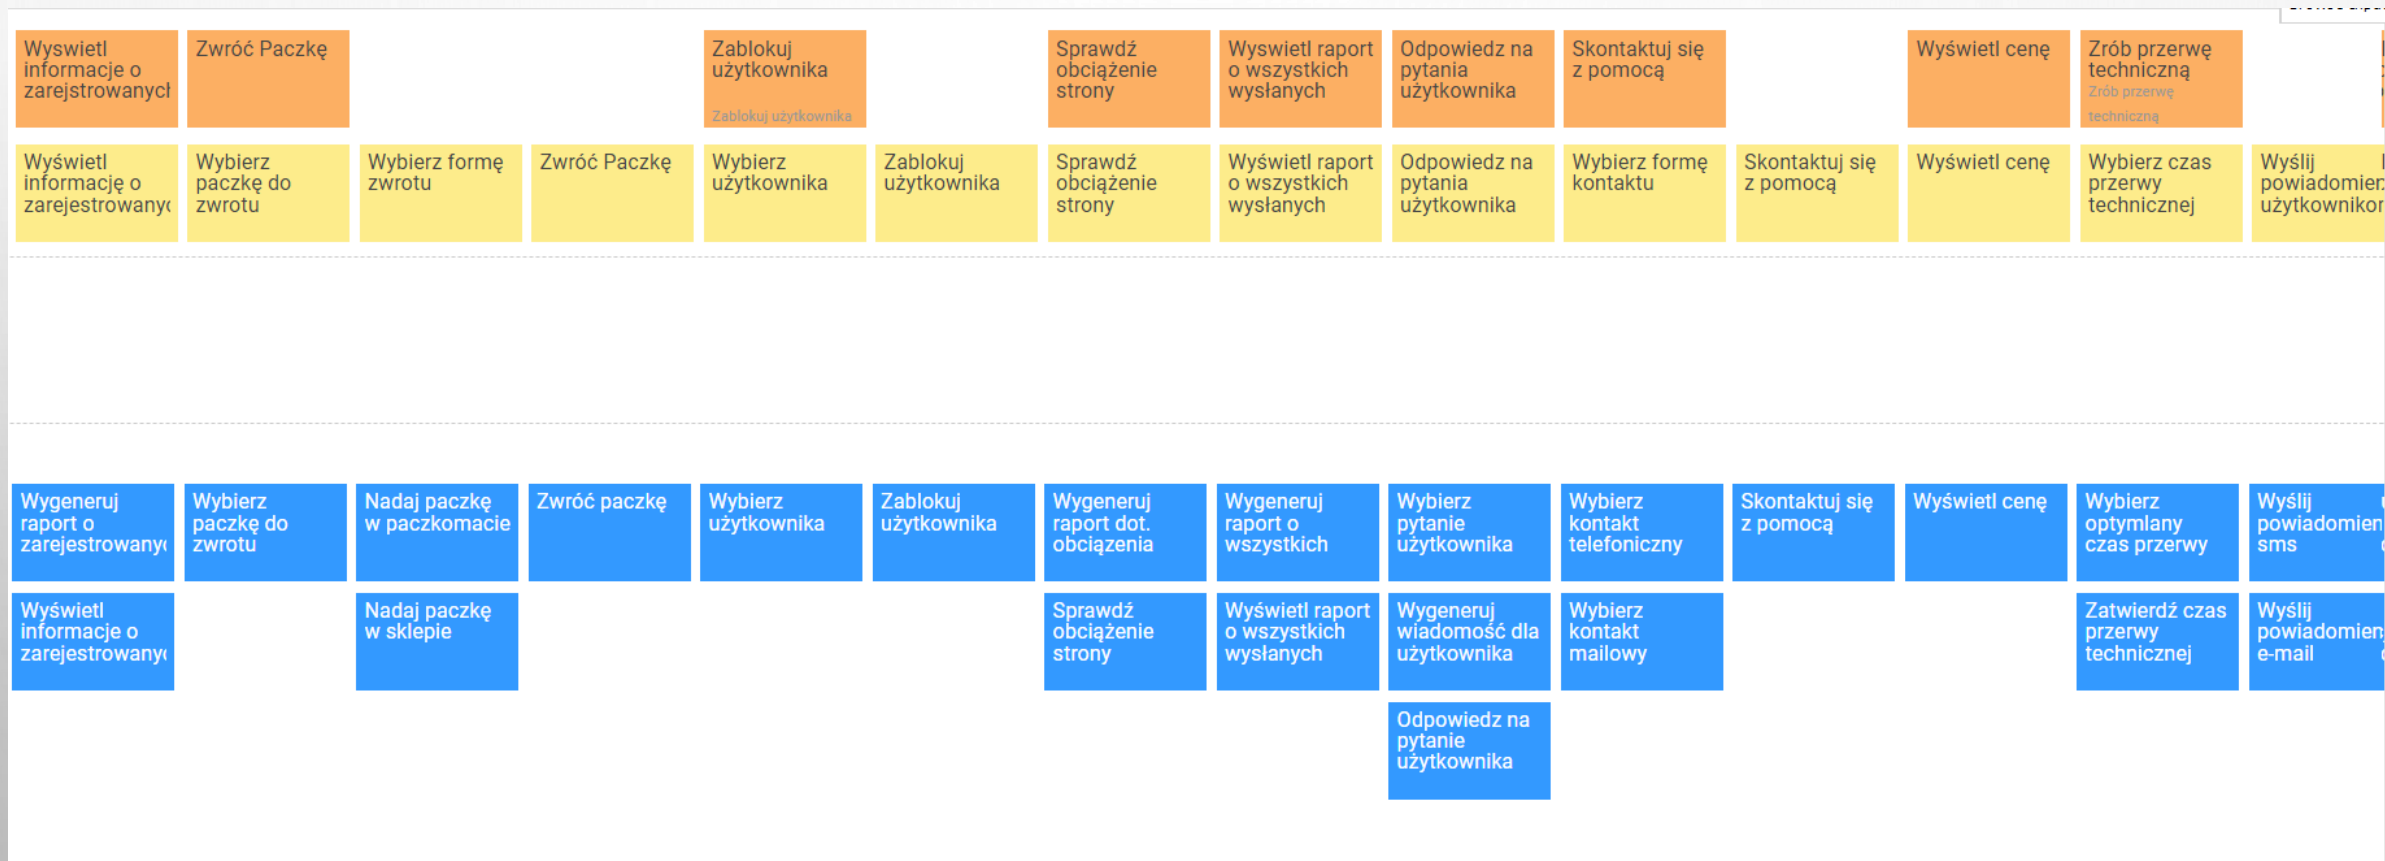 Wyswietl
informacje o
zarejstrowanych
Zwróć Paczkę
Zablokuj
użytkownika
Zablokuj użytkownika
Sprawdź
obciążenie
strony
Wyswietl raport
o wszystkich
wysłanych
Odpowiedz na
pytania
użytkownika
Skontaktuj się
z pomocą
Wyświetl cenę
Zrób przerwę
techniczną
Zrób przerwę
techniczną
Wyświetl
informację o
Wybierz
paczkę do
zwrotu
Wybierz formę
zwrotu
Zwróć Paczkę
Wybierz
użytkownika
Zablokuj
użytkownika
Sprawdź
obciążenie
strony
Wyświetl raport
o wszystkich
wysłanych
Odpowiedz na
pytania
użytkownika
Wybierz formę
kontaktu
Skontaktuj się
z pomocą
Wyświetl cenę
Wybierz czas
przerwy
technicznej
Wyślij
Wygeneruj
raport o
Wybierz
paczkę do
zwrotu
Nadaj paczkę
w paczkomacie
Zwróć paczkę
Wybierz
użytkownika
Zablokuj
użytkownika
Wygeneruj
raport dot.
obciązenia
Wygeneruj
raport o
wszystkich
Wybierz
pytanie
użytkownika
Wybierz
kontakt
telefoniczny
Skontaktuj się
z pomocą
Wyświetl cenę
Wybierz
optymlany
czas przerwy
Wyślij
sms
Wyświetl
informacje o
Nadaj paczkę
w sklepie
Sprawdź
obciążenie
strony
Wyświetl raport
o wszystkich
wysłanych
Wygeneruj
wiadomość dla
użytkownika
Wybierz
kontakt
mailowy
Zatwierdź czas
przerwy
technicznej
Wyślij
e-mail
Odpowiedz na
pytanie
użytkownika